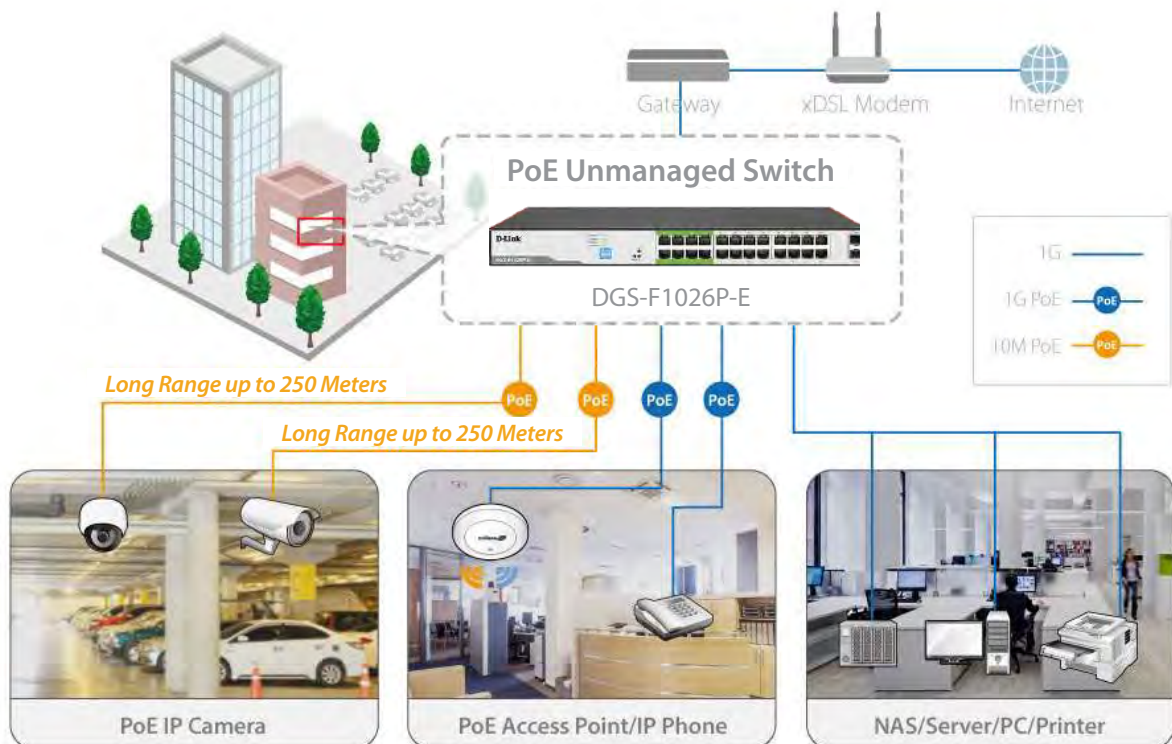 Gateway
xDSL Modem
Internet
PoE Unmanaged Switch
D-Link
DGS-F1026P-E
1G
1G PoE
PoE
10M PoE
PoE
Long Range up to 250 Meters
PoE
PoE
PoE
PoE
Long Range up to 250 Meters
PoE IP Camera
PoE Access Point/IP Phone
NAS/Server/PC/Printer